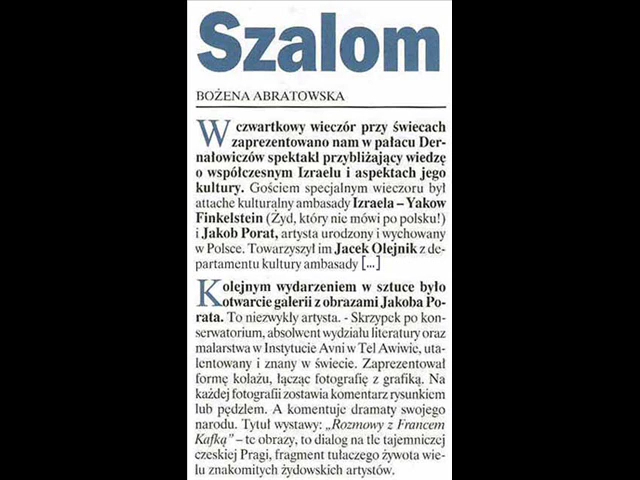 Szalom
BOŻENA ABRATOWSKA
W czwartkowy wieczór przy świecach
zaprezentowano nam w pałacu Der-
nałowiczów spektakl przybliżający wiedzę
o współczesnym Izraelu i aspektach jego
kultury. Gościem specjalnym wieczoru był
attache kulturalny ambasady Izraela – Yakow
Finkelstein (Żyd, który nie mówi po polsku!)
i Jakob Porat, artysta urodzony i wychowany
w Polsce. Towarzyszył im Jacek Olejnik z de-
partamentu kultury ambasady [...]
Kolejnym wydarzeniem w sztuce było
otwarcie galerii z obrazami Jakoba Po-
rata. To niezwykły artysta. - Skrzypek po kon-
serwatorium, absolwent wydziału literatury oraz
malarstwa w Instytucie Avni w Tel Awiwie, uta-
lentowany i znany w świecie. Zaprezentował
formę kolażu, łącząc fotografię z grafiką. Na
każdej fotografii zostawia komentarz rysunkiem
lub pędzlem. A komentuje dramaty swojego
narodu. Tytuł wystawy: „Rozmowy z Francem
Kafką” – te obrazy, to dialog na tle tajemniczej
czeskiej Pragi, fragment tułaczego żywota wie-
lu znakomitych żydowskich artystów.